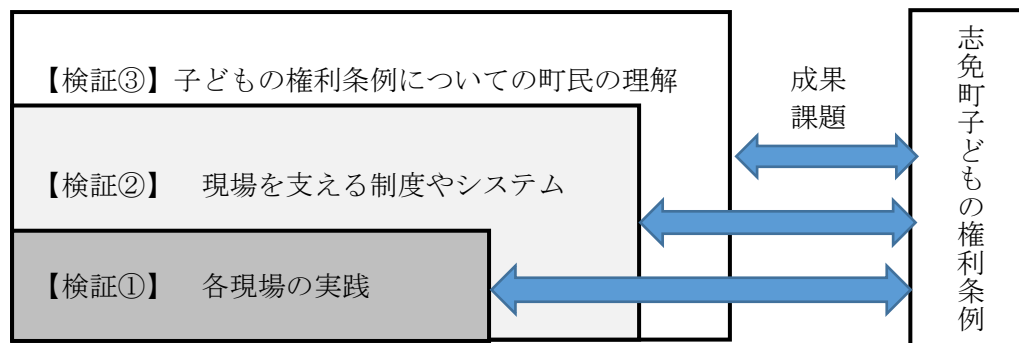 【検証③】子どもの権利条例についての町民の理解
【検証②】　現場を支える制度やシステム
【検証①】　各現場の実践
成果
課題
志免町子どもの権利条例